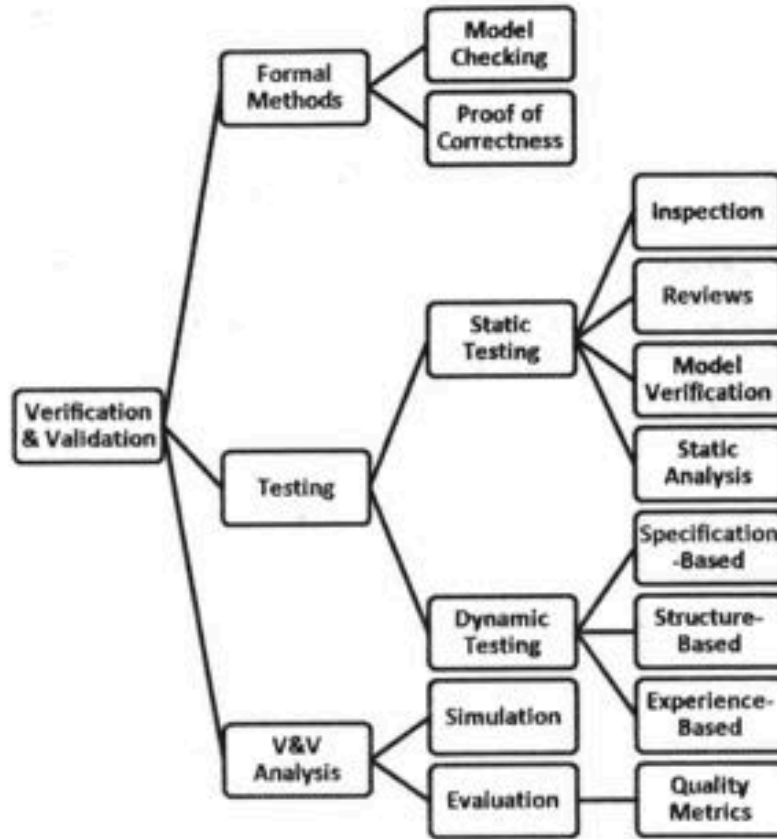 Model
Checking
Formal
Methods
Proof of
Correctness
Inspection
Reviews
Static
Testing
Model
Verification
Verification
& Validation
Static
Analysis
Testing
Specification
-Based
Dynamic
Testing
Structure-
Based
Simulation
Experience-
Based
V&V
Analysis
Evaluation
Quality
Metrics